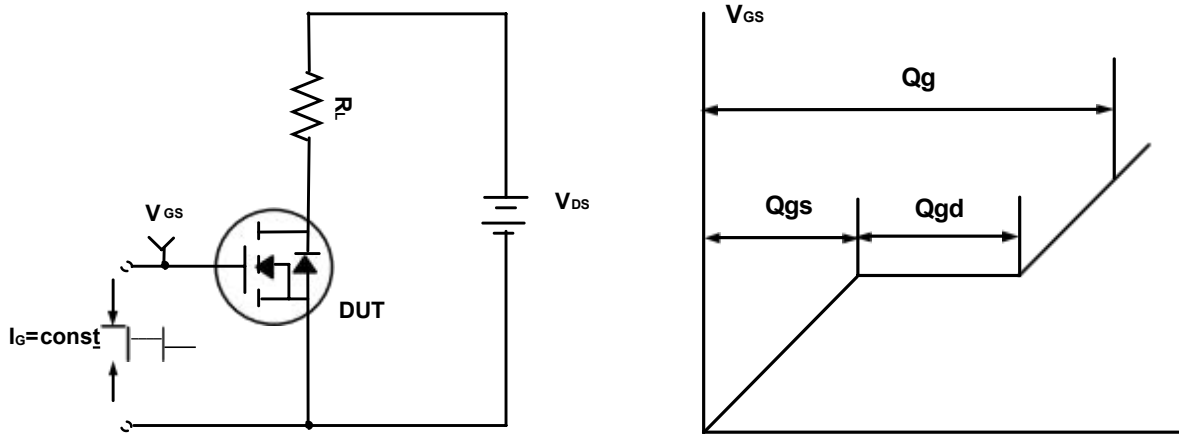 RL
VDS
VGS
DUT
IG=const
VGS
Qg
Qgs
Qgd